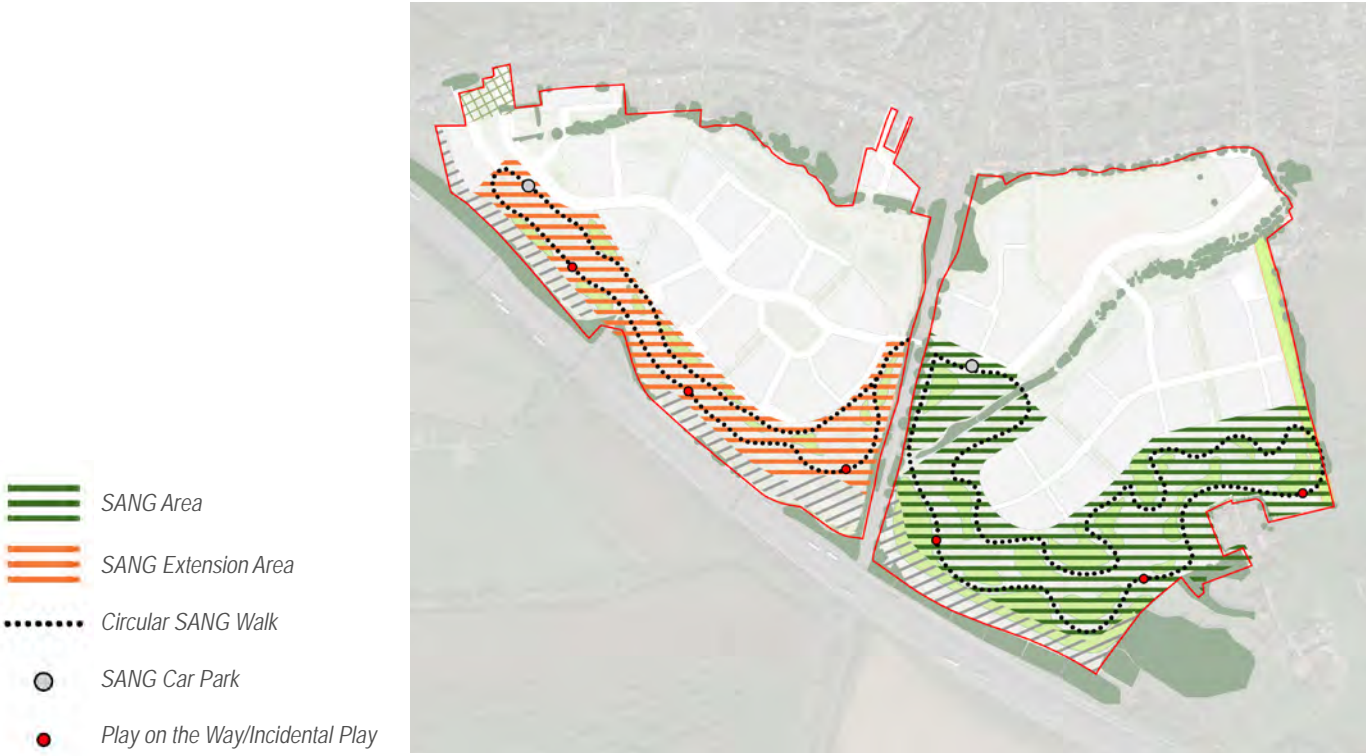 SANG Area
SANG Extension Area
Circular SANG Walk
SANG Car Park
Play on the Way/Incidental Play